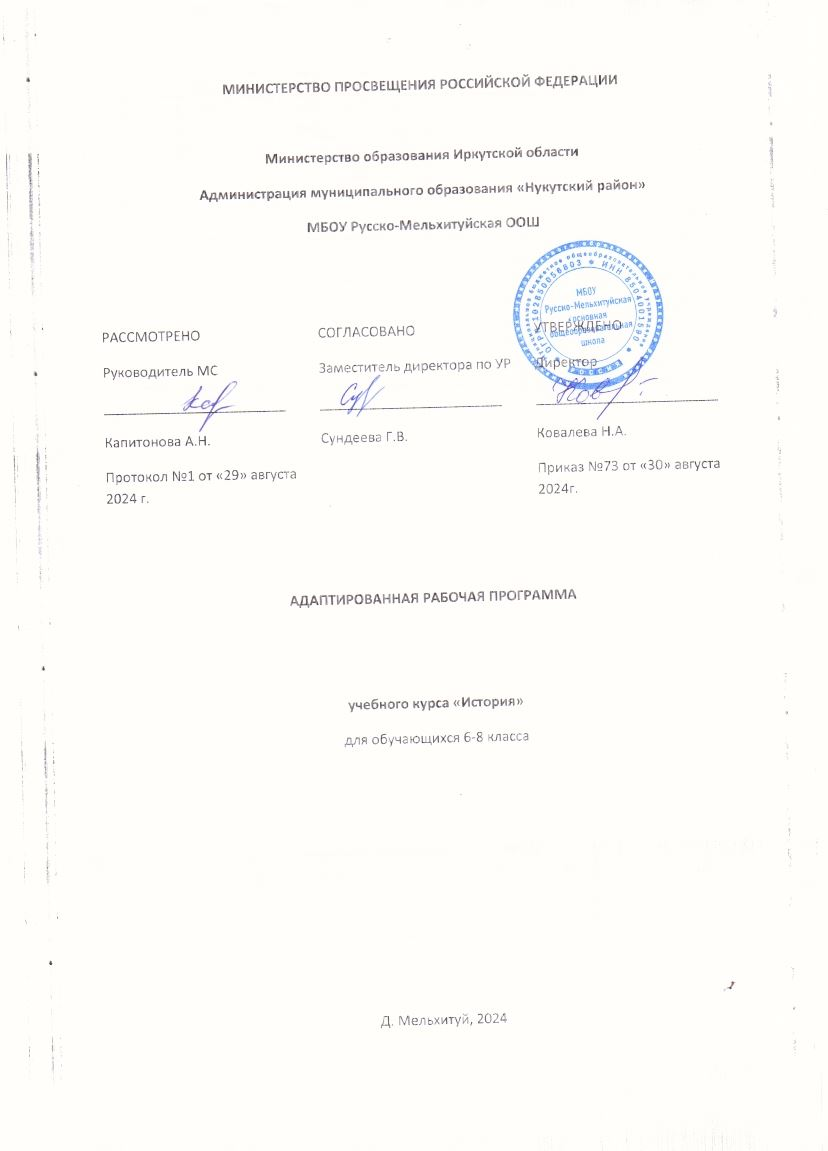 МИНИСТЕРСТВО ПРОСВЕЩЕНИЯ РОССИЙСКОЙ ФЕДЕРАЦИИ
Министерство образования Иркутской области
Администрация муниципального образования «Нукутский район»
МБОУ Русско-Мельхитуйская ООШ
МБОУ
Русско-Мельхитуйская
основная
общеобразовательная
школа
РОССИЯ
РАССМОТРЕНО
Руководитель МС
Капитонова А.Н.
Протокол №1 от «29» августа
2024 г.
СОГЛАСОВАНО
Заместитель директора по УР
Сундеева Г.В.
УТВЕРЖДЕНО
Директор
Ковалева Н.А.
Приказ №73 от «30» августа
2024г.
АДАПТИРОВАННАЯ РАБОЧАЯ ПРОГРАММА
учебного курса «История»
для обучающихся 6-8 класса
Д. Мельхитуй, 2024